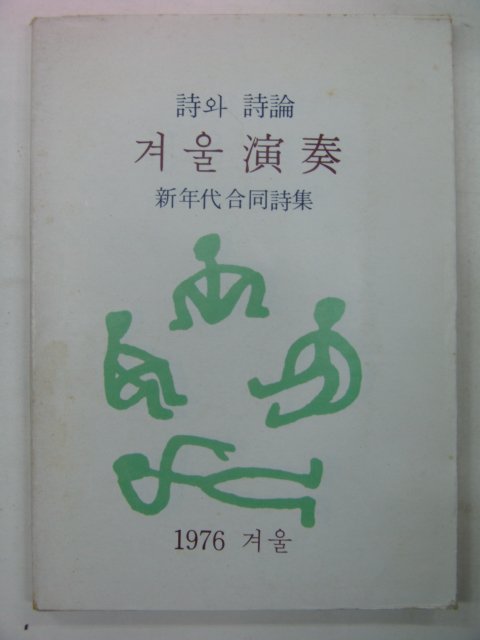 詩와 詩論
겨울 演奏
新年代合同詩集
1976 겨울